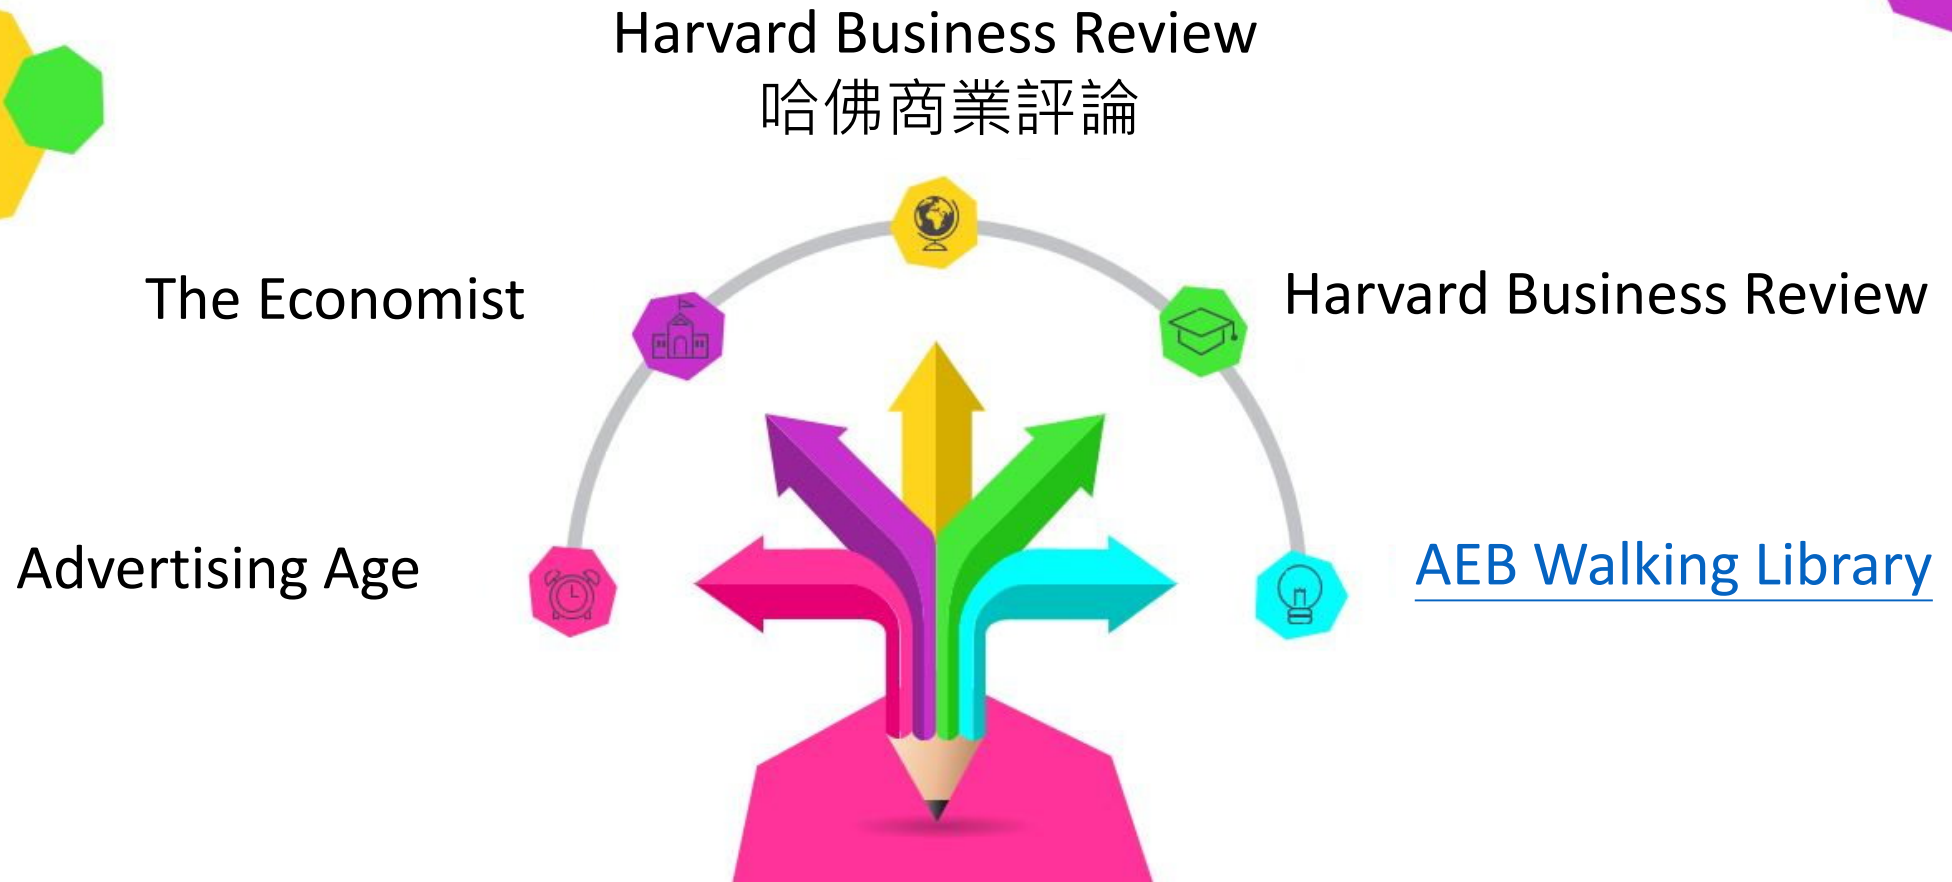 Harvard Business Review
哈佛商業評論
The Economist
Harvard Business Review
Advertising Age
AEB Walking Library